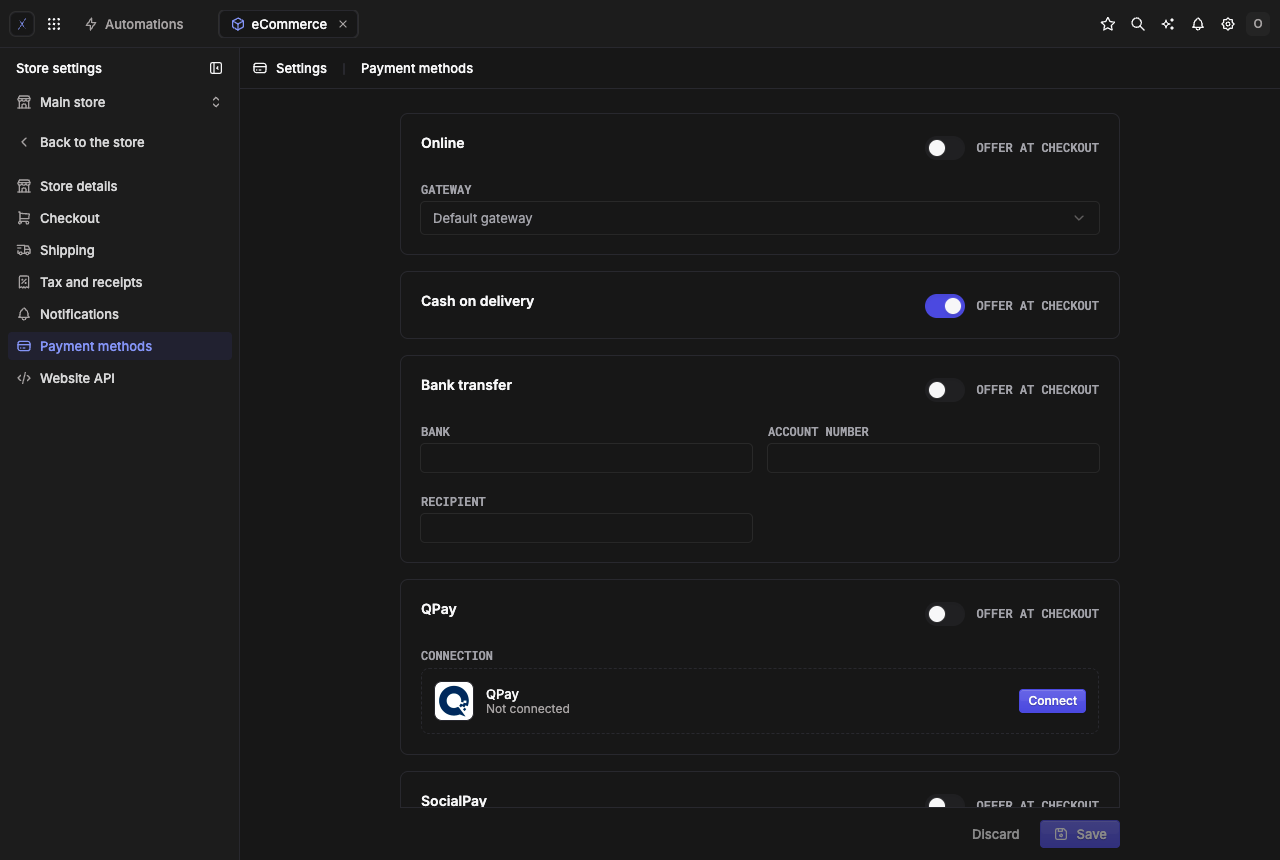 Automations
eCommerce
O
Store settings
Settings
Payment methods
Main store
Back to the store
Store details
Checkout
Shipping
Tax and receipts
Notifications
Payment methods
Website API
Online
OFFER AT CHECKOUT
GATEWAY
Default gateway
Cash on delivery
OFFER AT CHECKOUT
Bank transfer
OFFER AT CHECKOUT
BANK
ACCOUNT NUMBER
RECIPIENT
QPay
OFFER AT CHECKOUT
CONNECTION
QPay
Not connected
Connect
SocialPay
OFFER AT CHECKOUT
Discard
Save